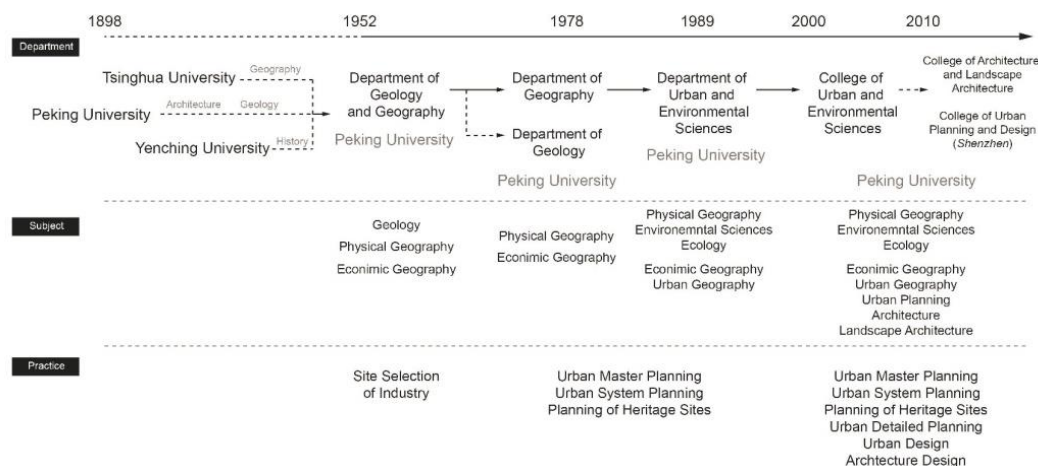 1898 1952 1978 1989 2000 2010
Department
Tsinghua University
Geography
Peking University
Architecture
Geology
Yenching University
History
Department of
Geology
and Geography
Peking University
Department of
Geography
Department
of Geology
Peking University
Department of
Urban and
Environmental
Sciences
Peking University
College of
Urban and
Environmental
Sciences
College of Architecture
and Landscape
Architecture
College of Urban
Planning and Design
(Shenzhen)
Peking University
Subject
Geology
Physical Geography
Econimic Geography
Physical Geography
Econimic Geography
Physical Geography
Environemntal Sciences
Ecology
Econimic Geography
Urban Geography
Physical Geography
Environemntal Sciences
Ecology
Econimic Geography
Urban Geography
Urban Planning
Architecture
Landscape Architecture
Practice
Site Selection
of Industry
Urban Master Planning
Urban System Planning
Planning of Heritage Sites
Urban Master Planning
Urban System Planning
Planning of Heritage Sites
Urban Detailed Planning
Urban Design
Archtecture Design